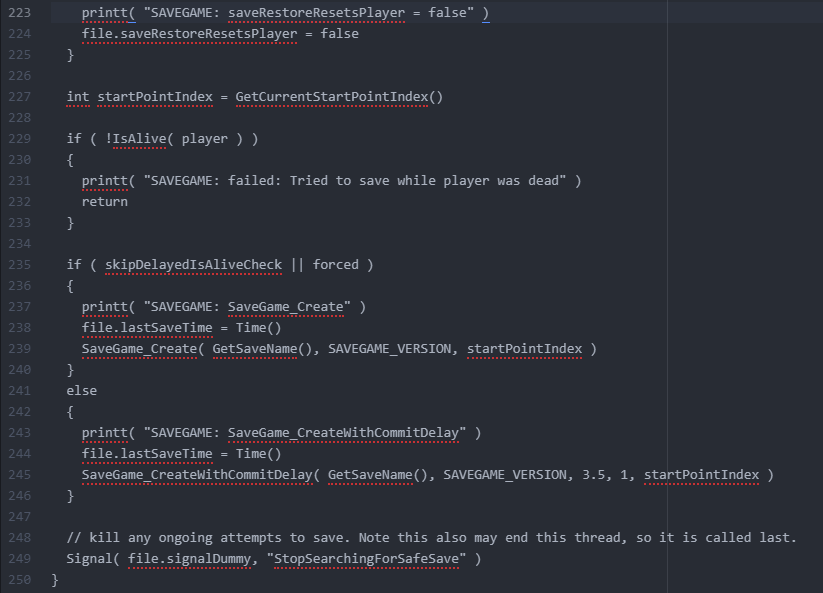 223 printt( "SAVEGAME: saveRestoreResetsPlayer = false" )
224 file.saveRestoreResetsPlayer = false
225 }
226
227 int startPointIndex = GetCurrentStartPointIndex()
228
229 if ( !IsAlive( player ) )
230 {
231 printt( "SAVEGAME: failed: Tried to save while player was dead" )
232 return
233 }
234
235 if ( skipDelayedIsAliveCheck || forced )
236 {
237 printt( "SAVEGAME: SaveGame_Create" )
238 file.lastSaveTime = Time()
239 SaveGame_Create( GetSaveName(), SAVEGAME_VERSION, startPointIndex )
240 }
241 else
242 {
243 printt( "SAVEGAME: SaveGame_CreateWithCommitDelay" )
244 file.lastSaveTime = Time()
245 SaveGame_CreateWithCommitDelay( GetSaveName(), SAVEGAME_VERSION, 3.5, 1, startPointIndex )
246 }
247
248 // kill any ongoing attempts to save. Note this also may end this thread, so it is called last.
249 Signal( file.signalDummy, "StopSearchingForSafeSave" )
250 }